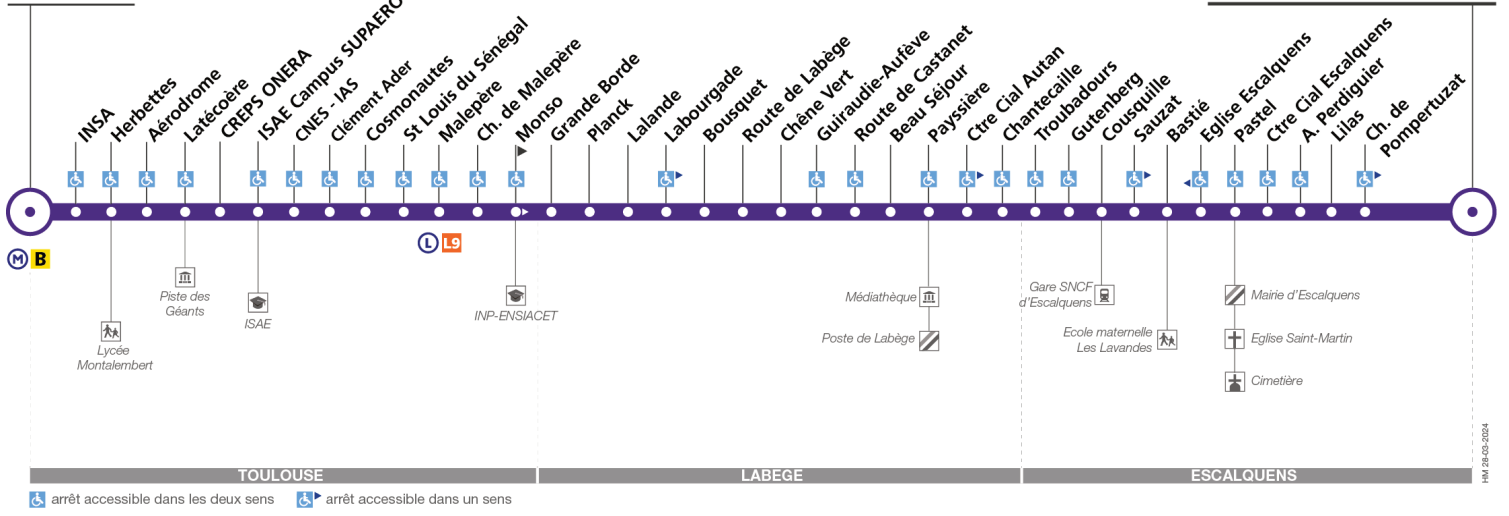 INSA
Herbettes
Aérodrome
Latécoère
CREPS ONERA
ISAE Campus SUPAERO
CNES - IAS
Clément Ader
Cosmonautes
St Louis du Sénégal
Malepère
Ch. de Malepère
Monso
Grande Borde
Planck
Lalande
Labourgade
Bousquet
Route de Labège
Chêne Vert
Guiraudie-Aufève
Route de Castanet
Beau Séjour
Payssière
Ctre Cial Autan
Chantecaille
Troubadours
Gutenberg
Cousquille
Sauzat
Bastié
Eglise Escalquens
Pastel
Ctre Cial Escalquens
A. Perdiguier
Lilas
Ch. de
Pompertuzat
M B
L L9
Piste des
Géants
ISAE
Lycée
Montalembert
INP-ENSIACET
Médiathèque
Poste de Labège
Gare SNCF
d'Escalquens
Ecole maternelle
Les Lavandes
Mairie d'Escalquens
Eglise Saint-Martin
Cimetière
HM 28-03-2024
TOULOUSE
LABEGE
ESCALQUENS
arrêt accessible dans les deux sens
arrêt accessible dans un sens